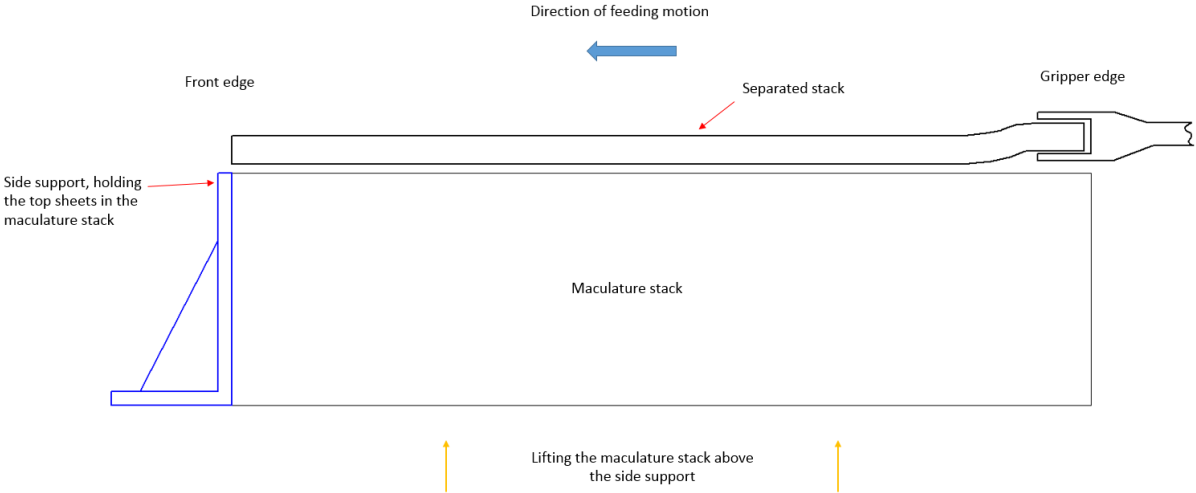 Direction of feeding motion
Front edge
Gripper edge
Separated stack
Side support, holding
the top sheets in the
maculature stack
Maculature stack
Lifting the maculature stack above
the side support